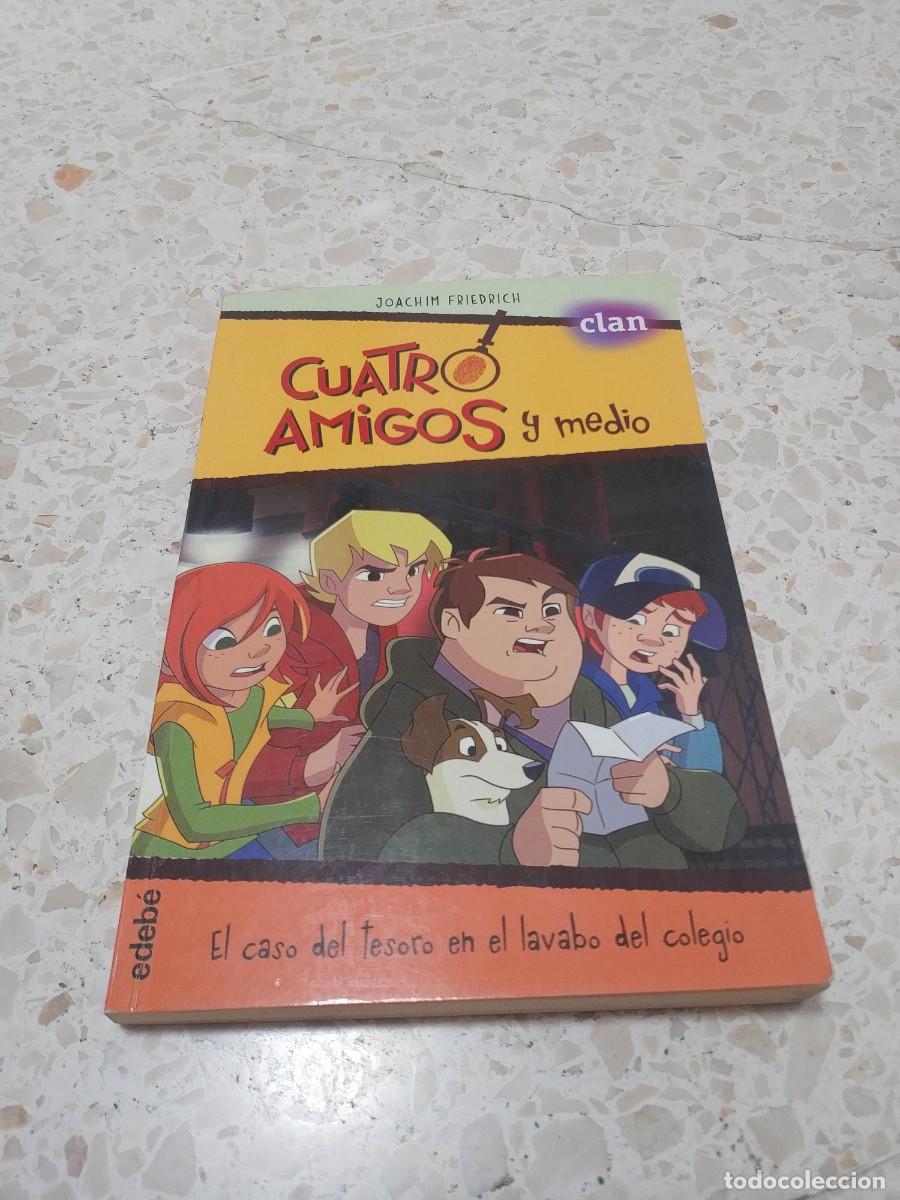 JOACHIM FRIEDRICH
clan
CUATRO
AMiGOS y medio
edebé
El caso del tesoro en el lavabo del colegio
todocoleccion